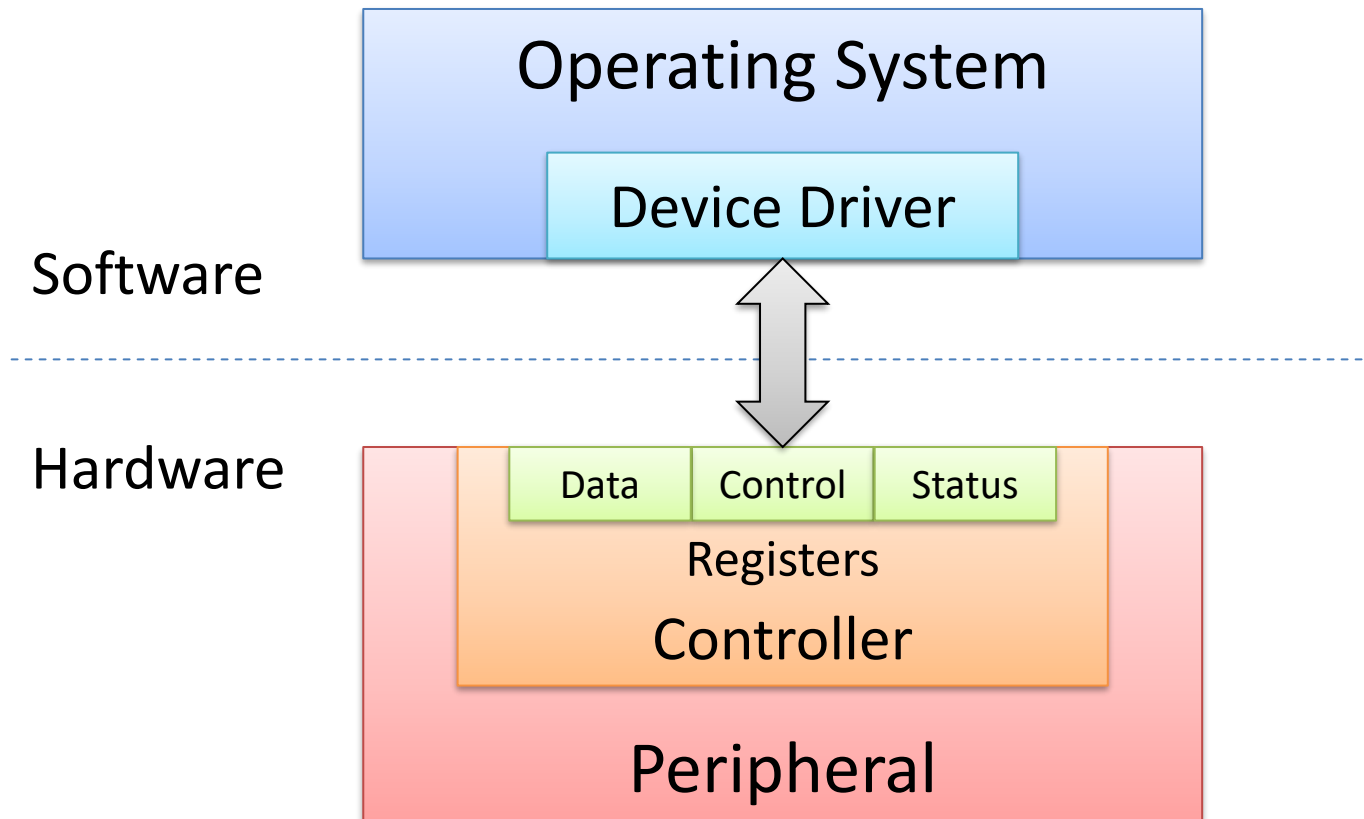 Operating System
Device Driver
Software
Hardware
Data Control Status
Registers
Controller
Peripheral